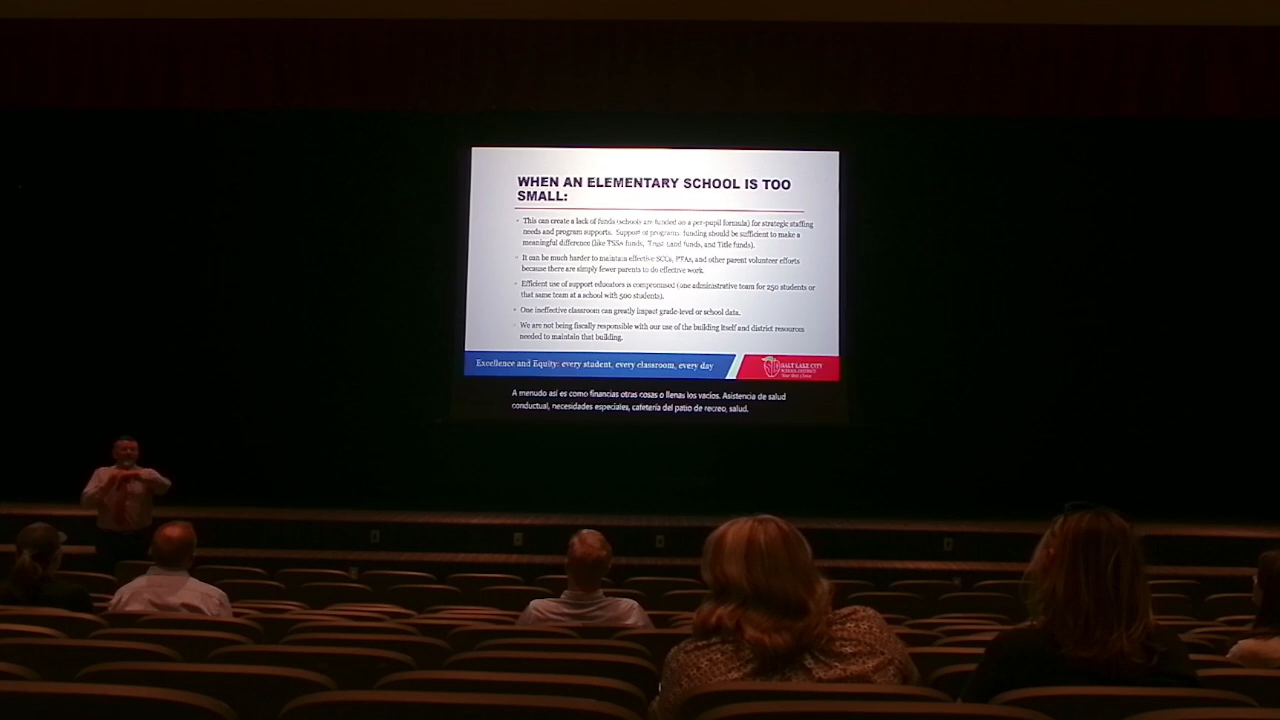 WHEN AN ELEMENTARY SCHOOL IS TOO
SMALL:
• This can create a lack of funds (schools are funded on a per-pupil formula) for strategic staffing
needs and program supports. Support or programs funding should be sufficient to make a
meaningful difference (like TSSA funds, Trust Land funds, and Title funds).
• It can be much harder to maintain effective SCCs, PTAs, and other parent volunteer efforts
because there are simply fewer parents to do effective work.
• Efficient use of support educators is compromised (one administrative team for 250 students or
that same team at a school with 500 students).
• One ineffective classroom can greatly impact grade-level or school data.
• We are not being fiscally responsible with our use of the building itself and district resources
needed to maintain that building.
Excellence and Equity: every student, every classroom, every day
SALT LAKE CITY
SCHOOL DISTRICT
Your Best Choice
A menudo así es como financias otras cosas o llenas los vacíos. Asistencia de salud
conductual, necesidades especiales, cafetería del patio de recreo, salud.